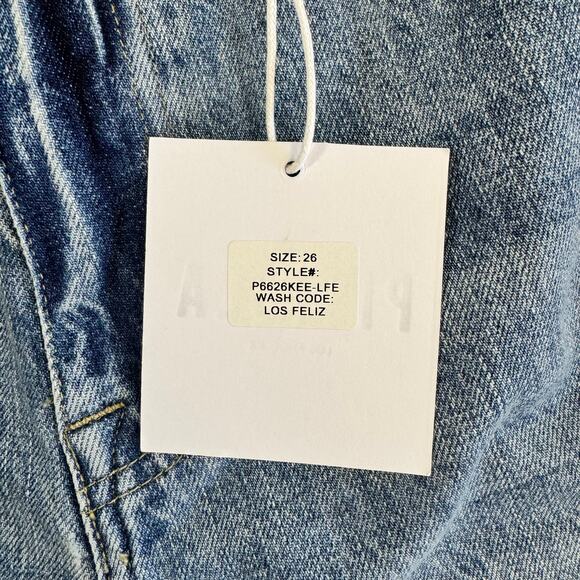 SIZE: 26
STYLE#:
P6626KEE-LFE
WASH CODE:
LOS FELIZ